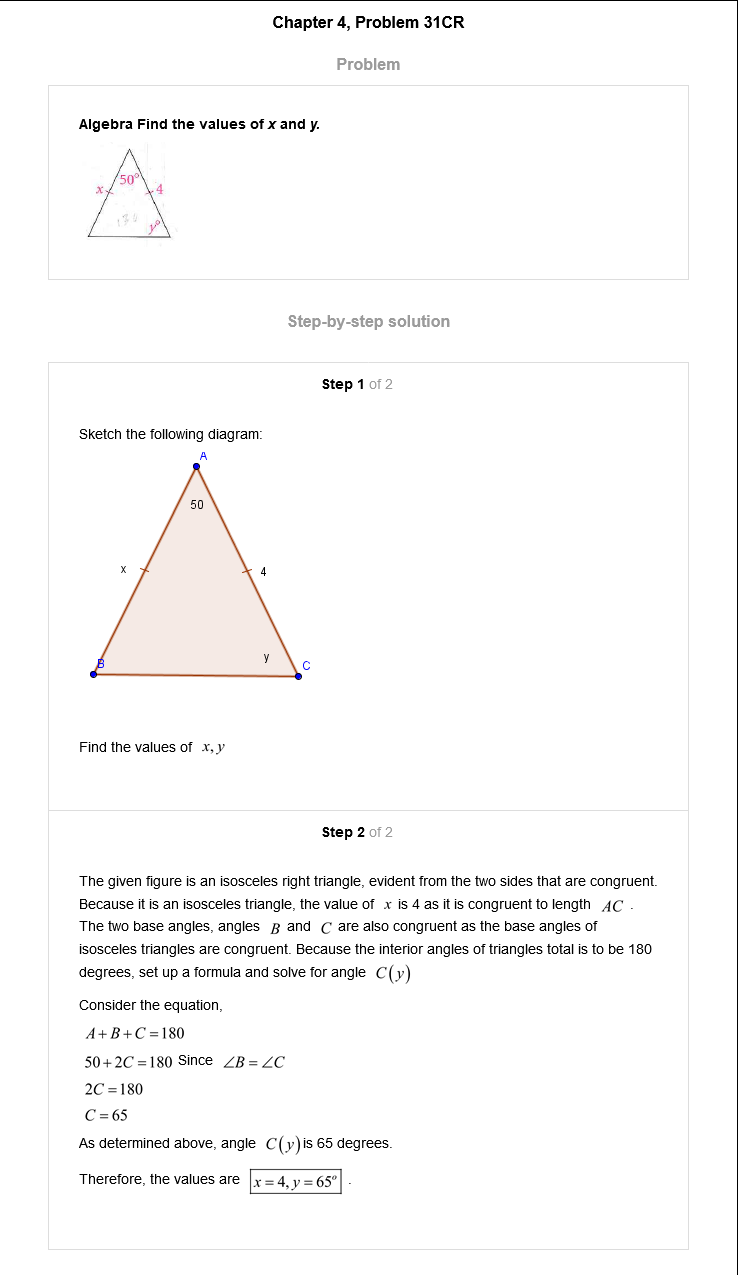 Chapter 4, Problem 31CR
Problem
Algebra Find the values of x and y.
50°
x
4
y°
Step-by-step solution
Step 1 of 2
Sketch the following diagram:
A
50
x
4
y
B
C
Find the values of x, y
Step 2 of 2
The given figure is an isosceles right triangle, evident from the two sides that are congruent.
Because it is an isosceles triangle, the value of x is 4 as it is congruent to length AC .
The two base angles, angles B and C are also congruent as the base angles of
isosceles triangles are congruent. Because the interior angles of triangles total is to be 180
degrees, set up a formula and solve for angle C(y)
Consider the equation,
A+B+C=180
50+2C=180 Since ∠B=∠C
2C=180
C=65
As determined above, angle C(y) is 65 degrees.
Therefore, the values are x=4, y=65° .